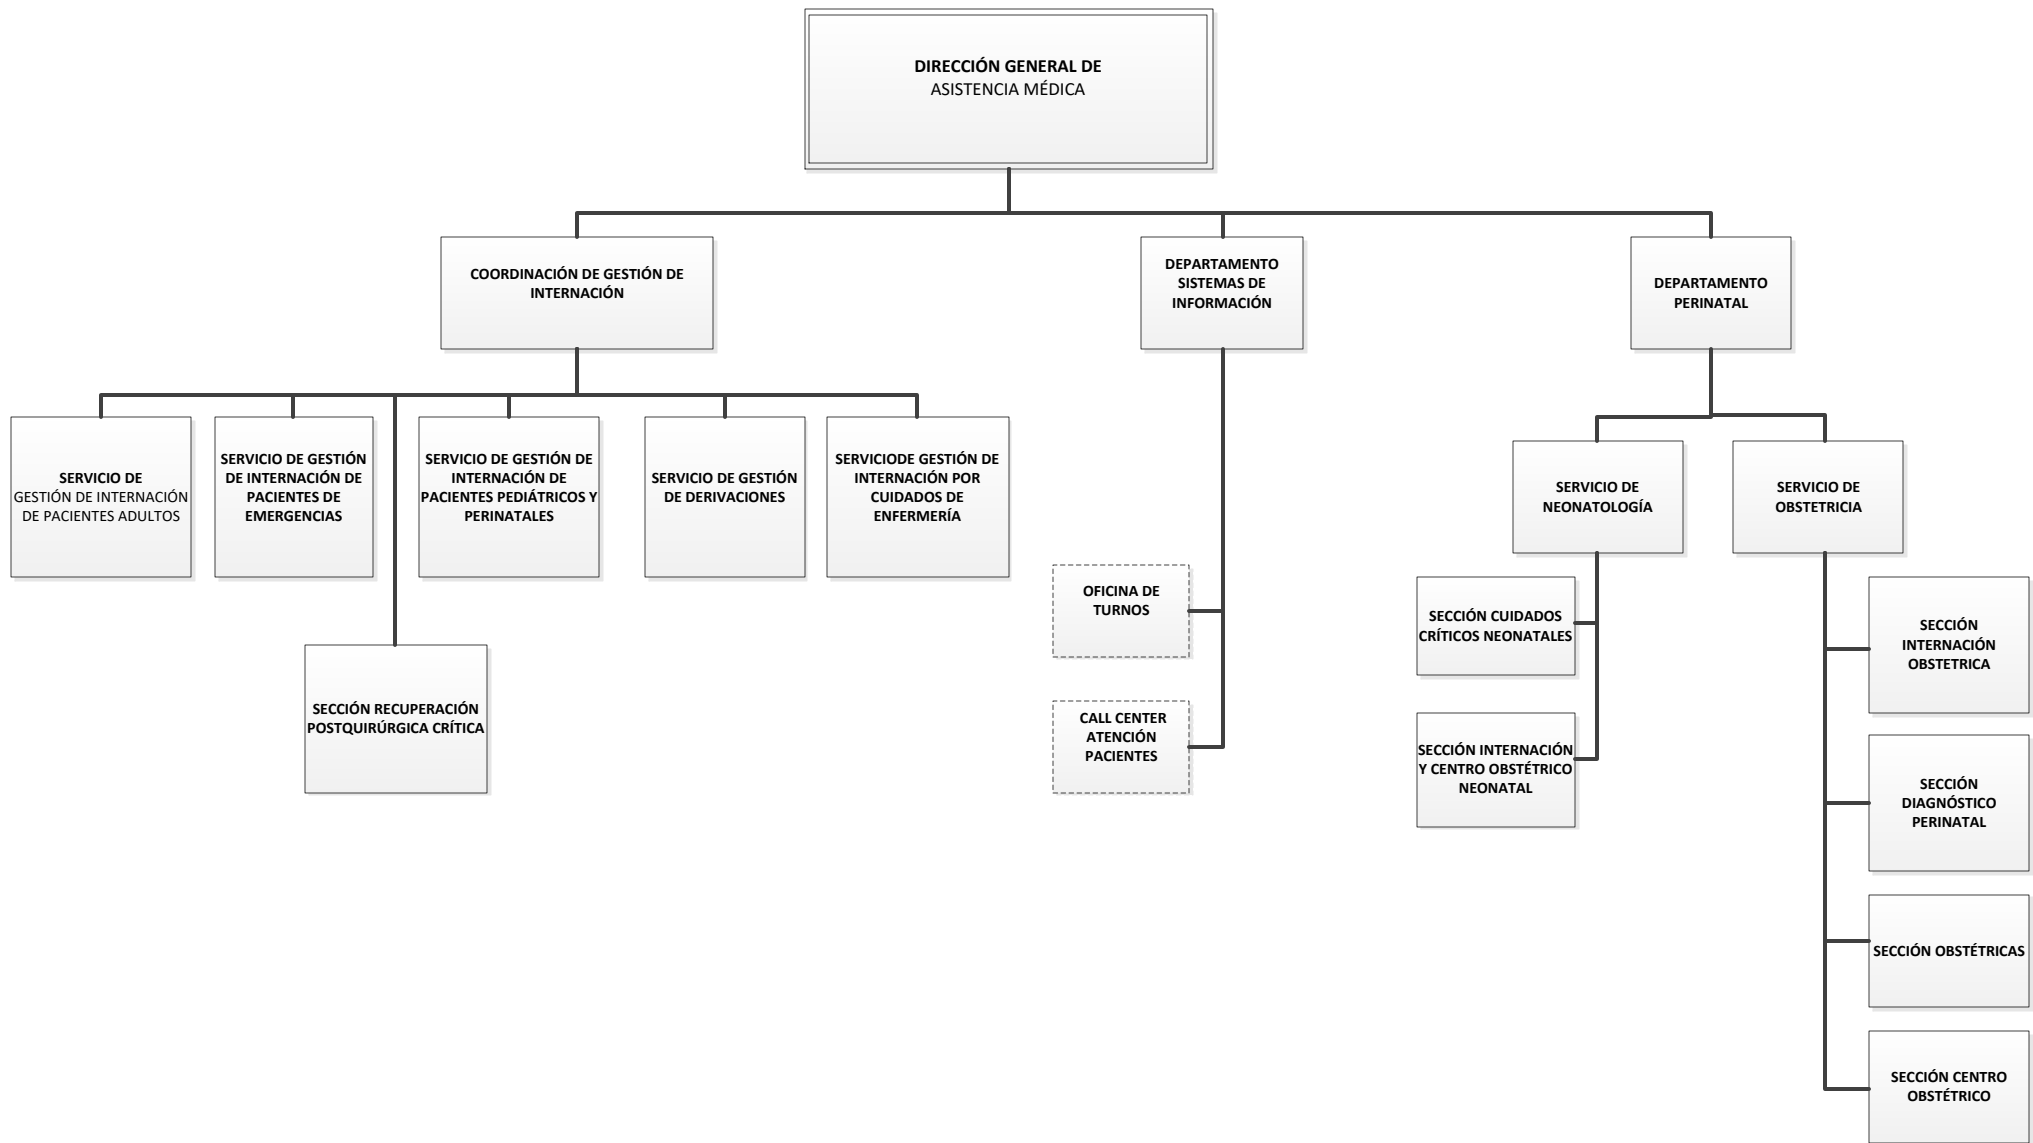 DIRECCIÓN GENERAL DE
ASISTENCIA MÉDICA
COORDINACIÓN DE GESTIÓN DE
INTERNACIÓN
DEPARTAMENTO
SISTEMAS DE
INFORMACIÓN
DEPARTAMENTO
PERINATAL
SERVICIO DE
GESTIÓN DE INTERNACIÓN
DE PACIENTES ADULTOS
SERVICIO DE GESTIÓN
DE INTERNACIÓN DE
PACIENTES DE
EMERGENCIAS
SERVICIO DE GESTIÓN DE
INTERNACIÓN DE
PACIENTES PEDIÁTRICOS Y
PERINATALES
SERVICIO DE GESTIÓN
DE DERIVACIONES
SERVICIODE GESTIÓN DE
INTERNACIÓN POR
CUIDADOS DE
ENFERMERÍA
SECCIÓN RECUPERACIÓN
POSTQUIRÚRGICA CRÍTICA
OFICINA DE
TURNOS
CALL CENTER
ATENCIÓN
PACIENTES
SERVICIO DE
NEONATOLOGÍA
SERVICIO DE
OBSTETRICIA
SECCIÓN CUIDADOS
CRÍTICOS NEONATALES
SECCIÓN INTERNACIÓN
Y CENTRO OBSTÉTRICO
NEONATAL
SECCIÓN
INTERNACIÓN
OBSTETRICA
SECCIÓN
DIAGNÓSTICO
PERINATAL
SECCIÓN OBSTÉTRICAS
SECCIÓN CENTRO
OBSTÉTRICO